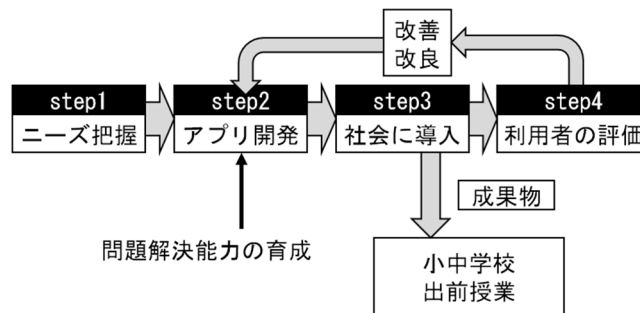 改善
改良
step1
ニーズ把握
step2
アプリ開発
step3
社会に導入
step4
利用者の評価
成果物
問題解決能力の育成
小中学校
出前授業